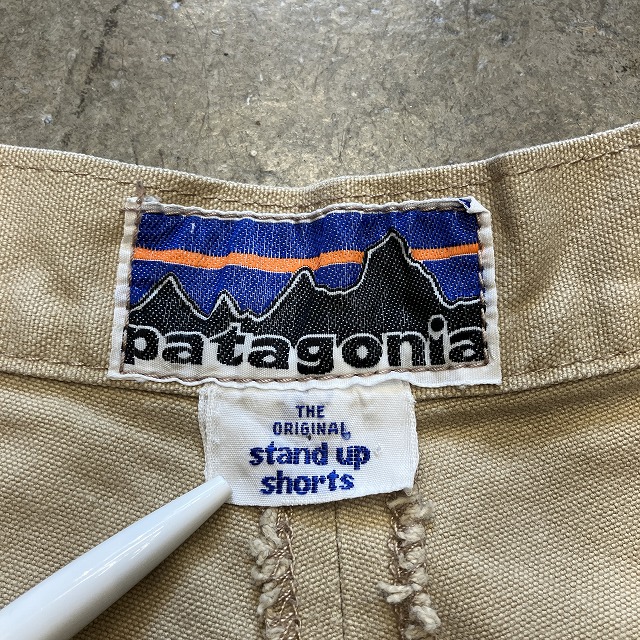 patagonia
THE
ORIGINAL
stand up
shorts